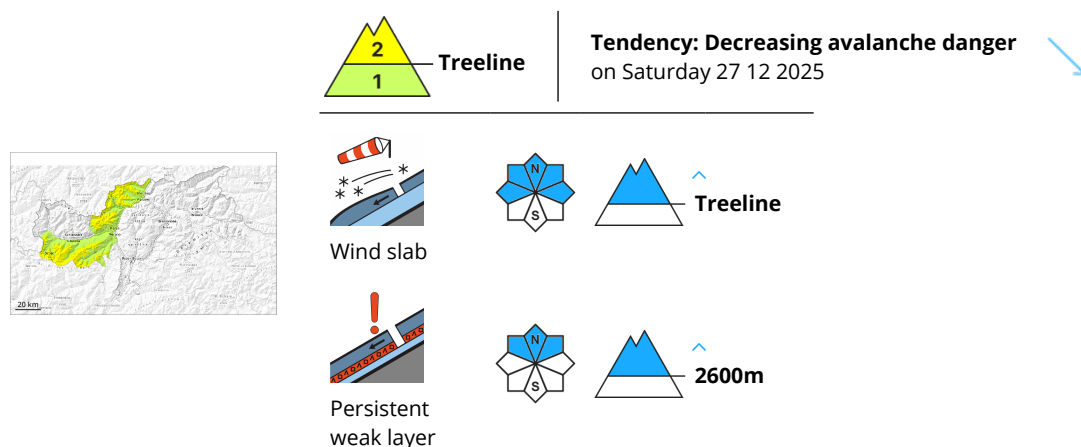 2
1
Treeline
Tendency: Decreasing avalanche danger
on Saturday 27 12 2025
N
S
Treeline
Wind slab
20 km
N
S
2600m
Persistent
weak layer